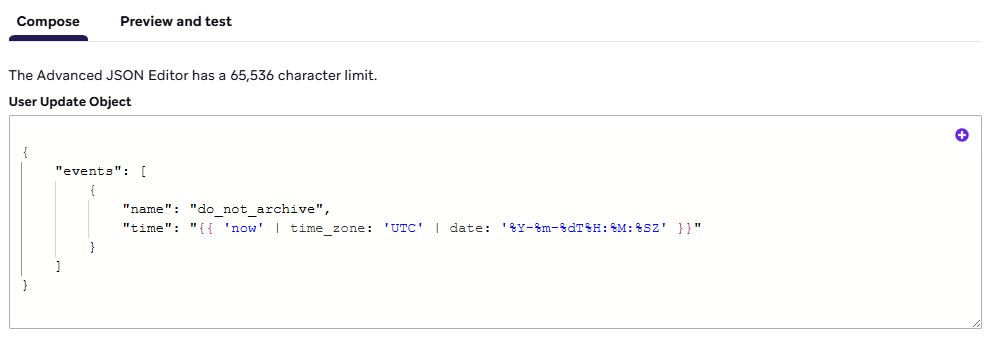 Compose Preview and test
The Advanced JSON Editor has a 65,536 character limit.
User Update Object
{
"events": [
{
"name": "do_not_archive",
"time": "{{ 'now' | time_zone: 'UTC' | date: '%Y-%m-%dT%H:%M:%SZ' }}"
}
]
}